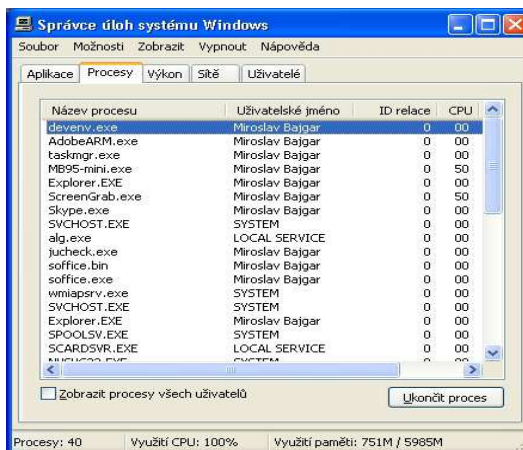 Správce úloh systému Windows
Soubor Možnosti Zobrazit Vypnout Nápověda
Aplikace Procesy Výkon Sítě Uživatelé
Název procesu Uživatelské jméno ID relace CPU
devenv.exe Miroslav Bajgar 0 00
AdobeARM.exe Miroslav Bajgar 0 00
taskmgr.exe Miroslav Bajgar 0 00
MB95-mini.exe Miroslav Bajgar 0 50
Explorer.EXE Miroslav Bajgar 0 00
ScreenGrab.exe Miroslav Bajgar 0 50
Skype.exe Miroslav Bajgar 0 00
SVCHOST.EXE SYSTEM 0 00
alg.exe LOCAL SERVICE 0 00
jucheck.exe Miroslav Bajgar 0 00
soffice.bin Miroslav Bajgar 0 00
soffice.exe Miroslav Bajgar 0 00
wmiapsrv.exe SYSTEM 0 00
SVCHOST.EXE SYSTEM 0 00
Explorer.EXE Miroslav Bajgar 0 00
SPOOLSV.EXE SYSTEM 0 00
SCARDSVR.EXE LOCAL SERVICE 0 00
Zobrazit procesy všech uživatelů
Ukončit proces
Procesy: 40 Využití CPU: 100% Využití paměti: 751M / 5985M